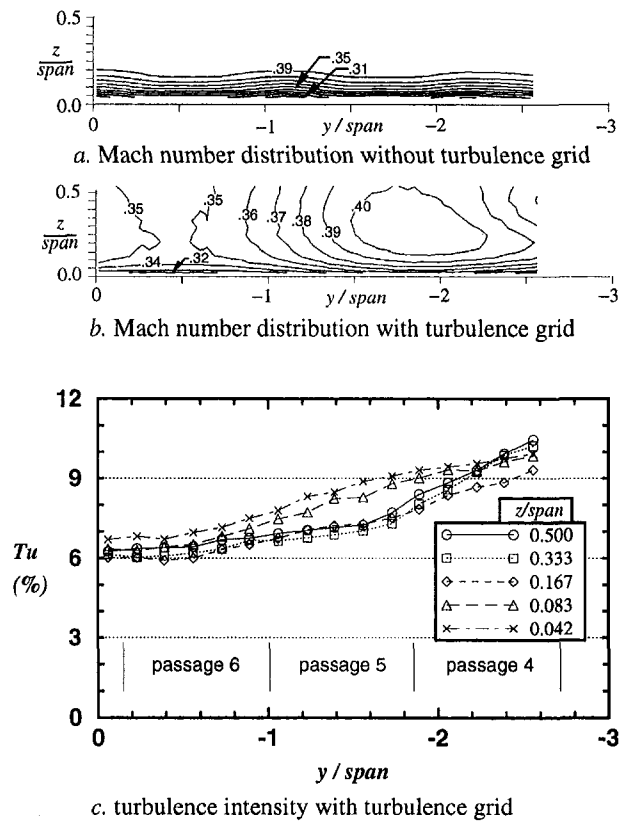 0.5
z
span
0.0
.39
.35
.31
0
-1
y / span
-2
-3
a. Mach number distribution without turbulence grid
0.5
z
span
0.0
.35
.35
.36
.37
.38
.39
.40
.34
.32
0
-1
y / span
-2
-3
b. Mach number distribution with turbulence grid
12
9
Tu
6
(%)
3
0
z/span
0.500
0.333
0.167
0.083
0.042
passage 6
passage 5
passage 4
0
-1
-2
-3
y / span
c. turbulence intensity with turbulence grid